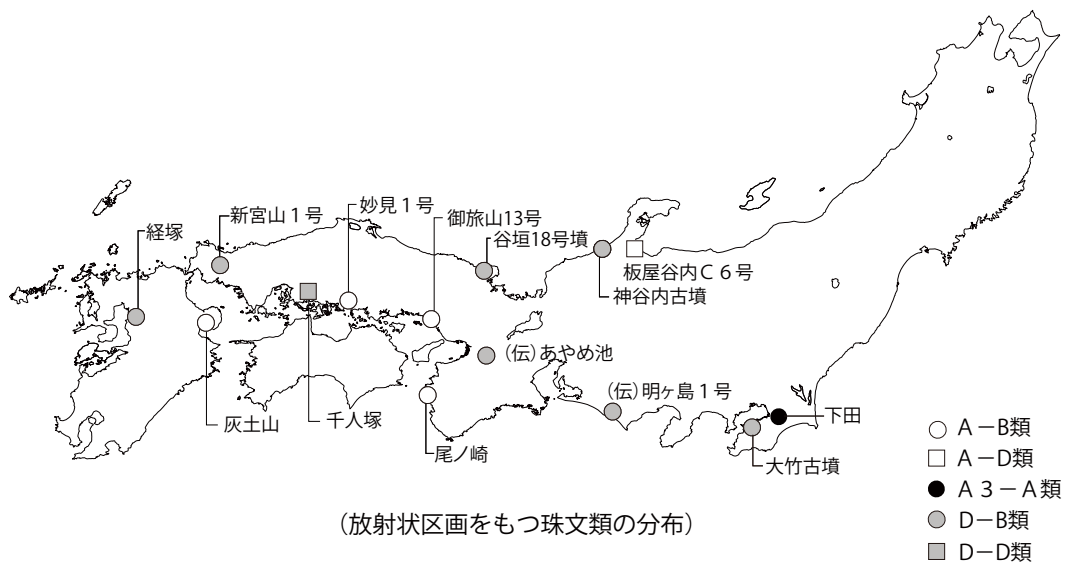 新宮山１号
妙見１号
御旅山13号
経塚
谷垣18号墳
板屋谷内Ｃ６号
神谷内古墳
(伝)あやめ池
(伝)明ヶ島１号
灰土山
千人塚
尾ノ崎
下田
大竹古墳
Ａ－Ｂ類
Ａ－Ｄ類
Ａ３－Ａ類
Ｄ－Ｂ類
Ｄ－Ｄ類
(放射状区画をもつ珠文類の分布)